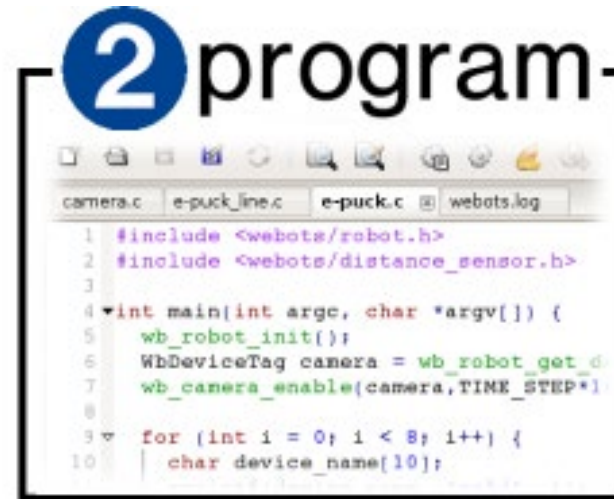 2 program
camera.c e-puck_line.c e-puck.c webots.log
1 #include <webots/robot.h>
2 #include <webots/distance_sensor.h>
3
4 int main(int argc, char *argv[]) {
5 wb_robot_init();
6 WbDeviceTag camera = wb_robot_get_d
7 wb_camera_enable(camera,TIME_STEP*1
8
9 for (int i = 0; i < 8; i++) {
10 char device_name[10];